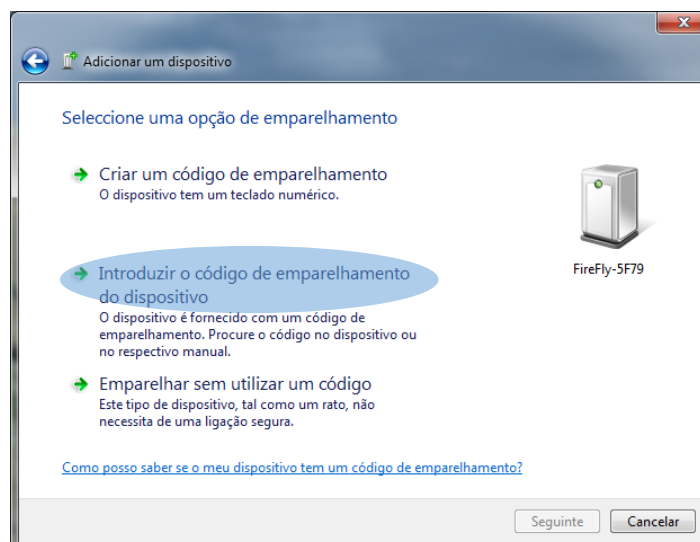 Adicionar um dispositivo
Seleccione uma opção de emparelhamento
Criar um código de emparelhamento
O dispositivo tem um teclado numérico.
Introduzir o código de emparelhamento
do dispositivo
O dispositivo é fornecido com um código de
emparelhamento. Procure o código no dispositivo ou
no respectivo manual.
Emparelhar sem utilizar um código
Este tipo de dispositivo, tal como um rato, não
necessita de uma ligação segura.
Como posso saber se o meu dispositivo tem um código de emparelhamento?
FireFly-5F79
Seguinte
Cancelar